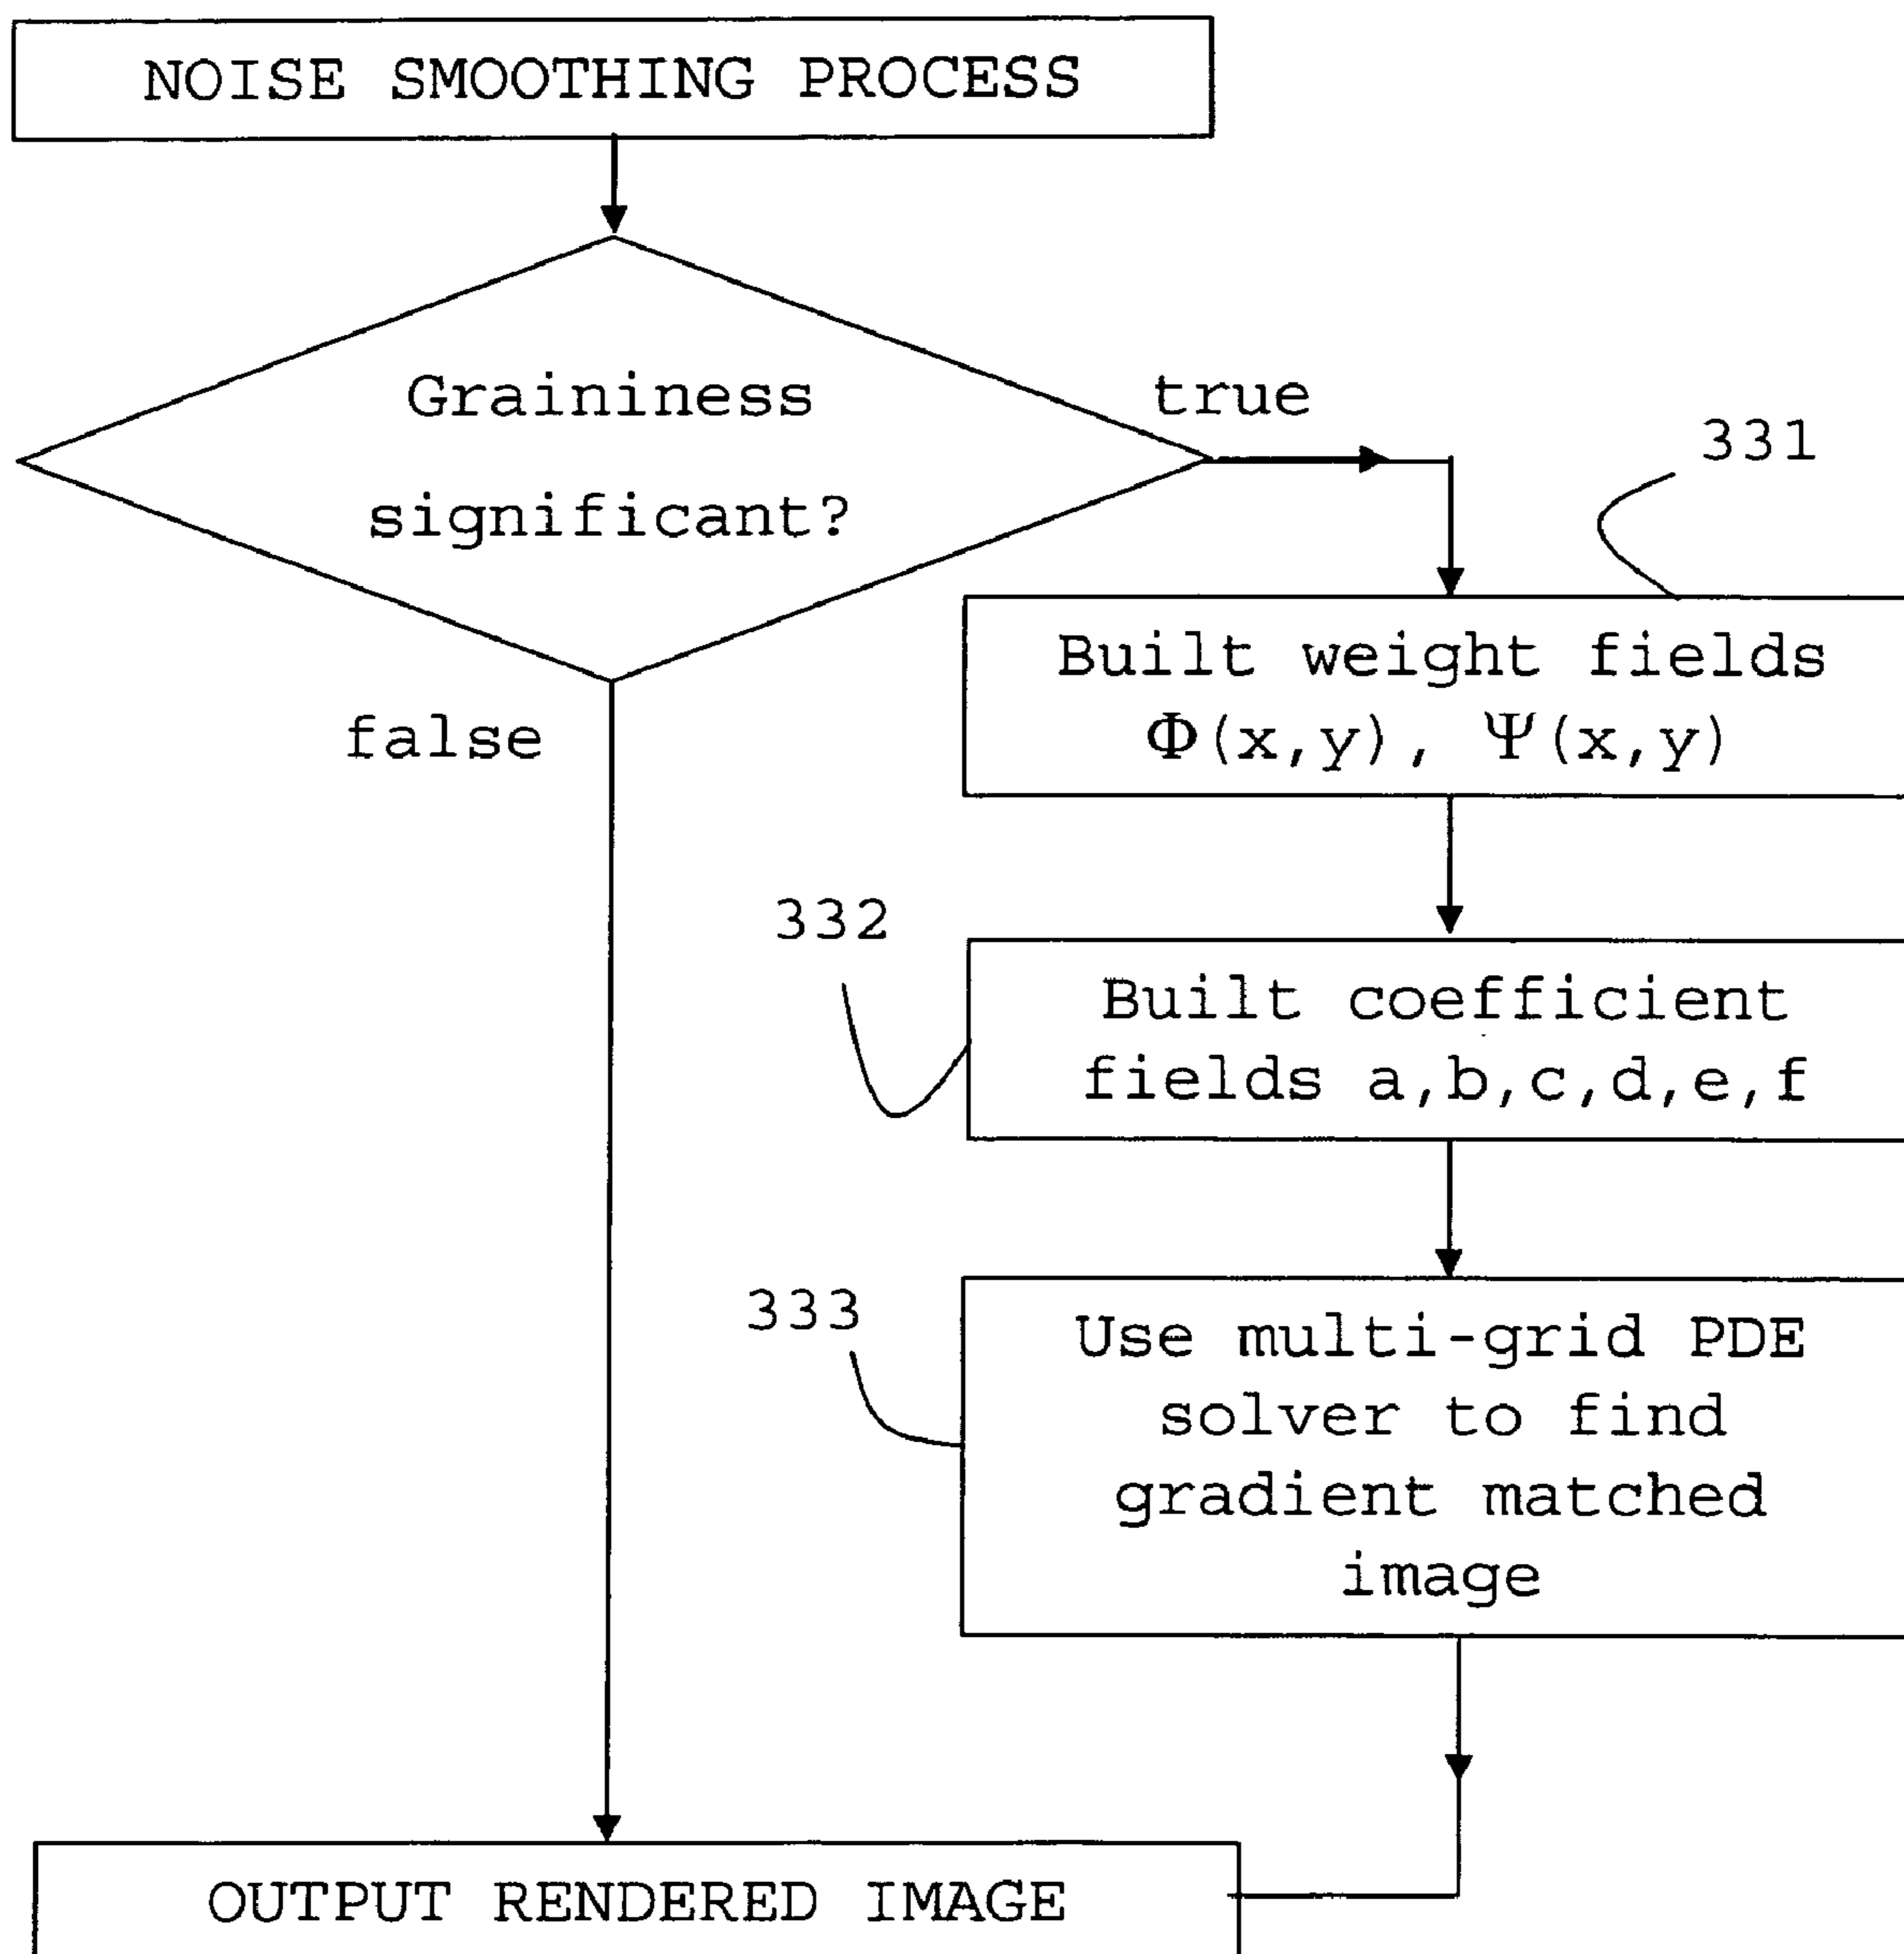 NOISE SMOOTHING PROCESS
Graininess
significant?
true
false
331
Built weight fields
Φ(x,y), Ψ(x,y)
332
Built coefficient
fields a,b,c,d,e,f
333
Use multi-grid PDE
solver to find
gradient matched
image
OUTPUT RENDERED IMAGE